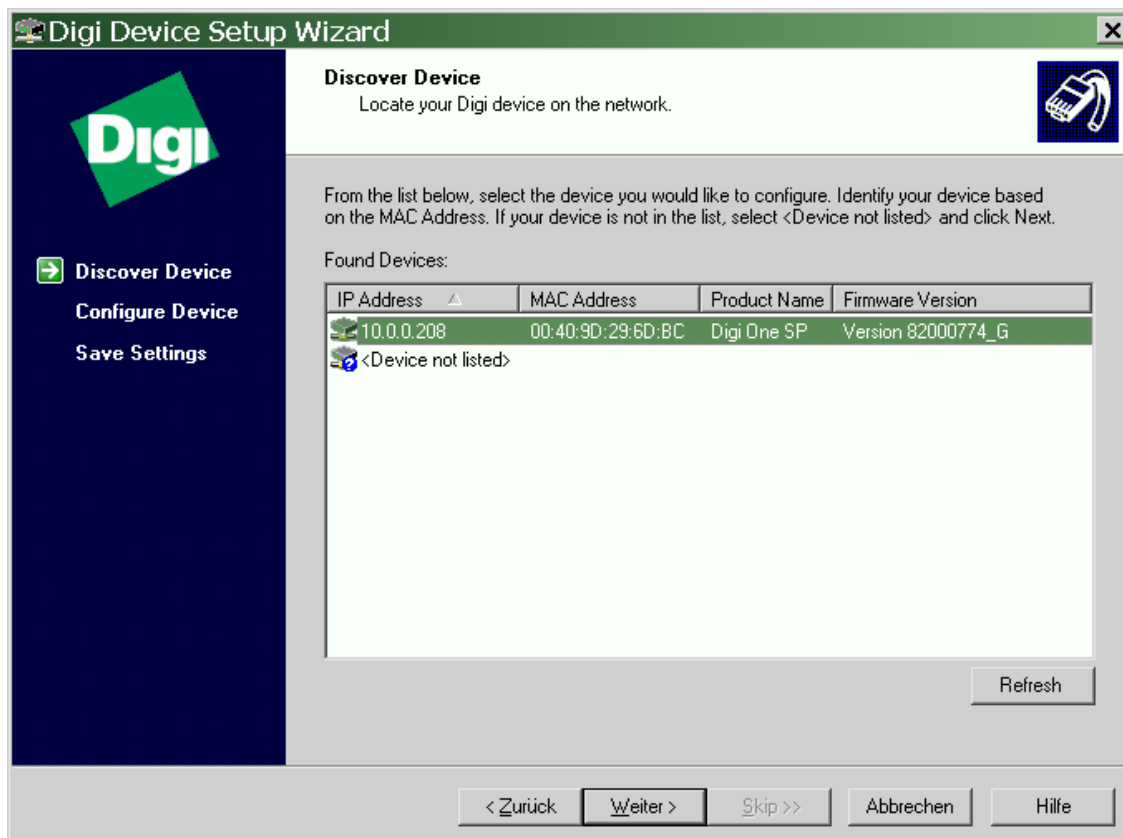 Digi Device Setup Wizard
Digi
Discover Device
Configure Device
Save Settings
Discover Device
Locate your Digi device on the network.
From the list below, select the device you would like to configure. Identify your device based
on the MAC Address. If your device is not in the list, select <Device not listed> and click Next.
Found Devices:
IP Address MAC Address Product Name Firmware Version
10.0.0.208 00:40:9D:29:6D:BC Digi One SP Version 82000774_G
<Device not listed>
Refresh
< Zurück Weiter > Skip >> Abbrechen Hilfe